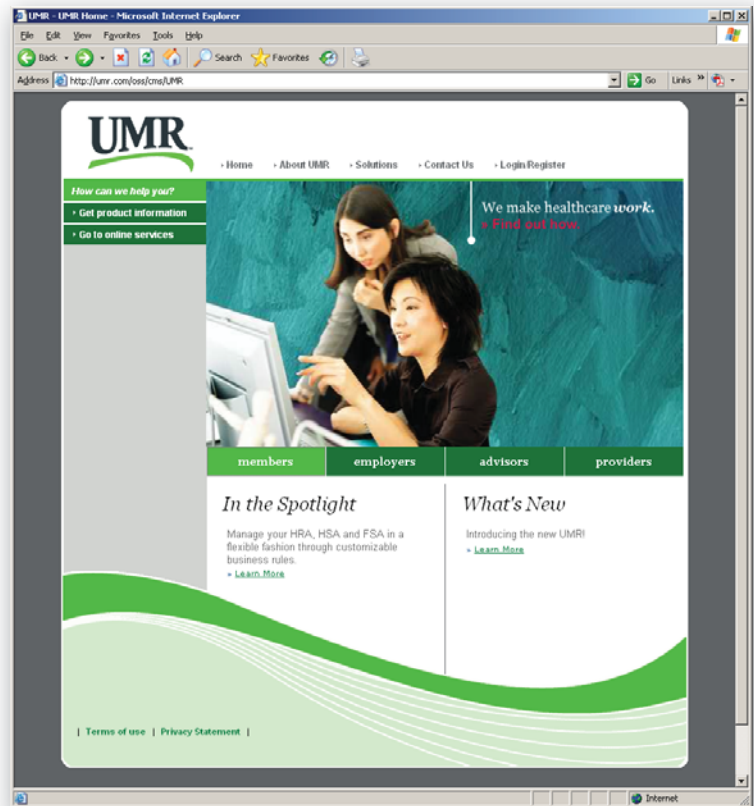 UMR - UMR Home - Microsoft Internet Explorer
File Edit View Favorites Tools Help
Back Search Favorites
Address http://umr.com/oss/cms/UMR Go Links »
UMR
› Home › About UMR › Solutions › Contact Us › Login/Register
How can we help you?
› Get product information
› Go to online services
We make healthcare work.
» Find out how.
members employers advisors providers
In the Spotlight
Manage your HRA, HSA and FSA in a
flexible fashion through customizable
business rules.
» Learn More
What's New
Introducing the new UMR!
» Learn More
| Terms of use | Privacy Statement |
Internet